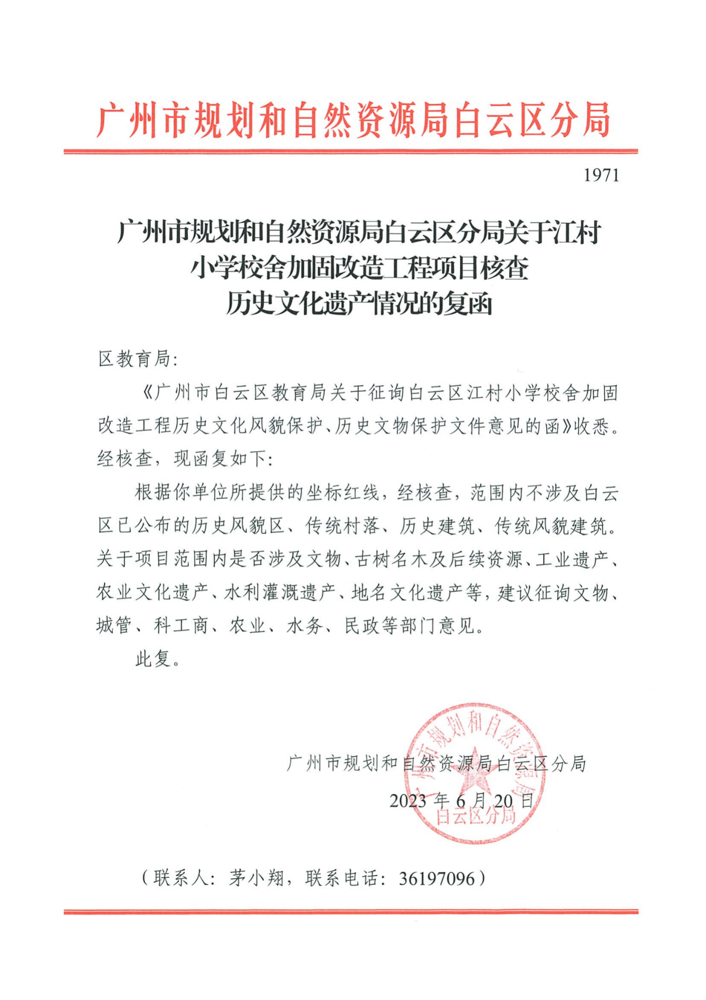 广州市规划和自然资源局白云区分局
1971
广州市规划和自然资源局白云区分局关于江村
小学校舍加固改造工程项目核查
历史文化遗产情况的复函
区教育局：
《广州市白云区教育局关于征询白云区江村小学校舍加固
改造工程历史文化风貌保护、历史文物保护文件意见的函》收悉。
经核查，现函复如下：
根据你单位所提供的坐标红线，经核查，范围内不涉及白云
区已公布的历史风貌区、传统村落、历史建筑、传统风貌建筑。
关于项目范围内是否涉及文物、古树名木及后续资源、工业遗产、
农业文化遗产、水利灌溉遗产、地名文化遗产等，建议征询文物、
城管、科工商、农业、水务、民政等部门意见。
此复。
广州市规划和自然资源局白云区分局
2023 年 6 月 20 日
广州市规划和自然资源局
白云区分局
（联系人：茅小翔，联系电话：36197096）